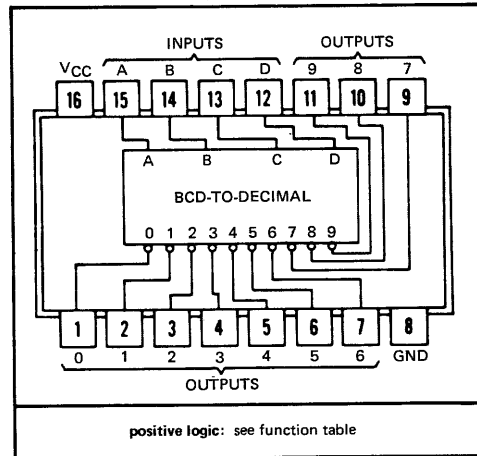 INPUTS OUTPUTS
VCC A B C D 9 8 7
16 15 14 13 12 11 10 9
A B C D
BCD-TO-DECIMAL
0 1 2 3 4 5 6 7 8 9
1 2 3 4 5 6 7 8
0 1 2 3 4 5 6 GND
OUTPUTS
positive logic: see function table